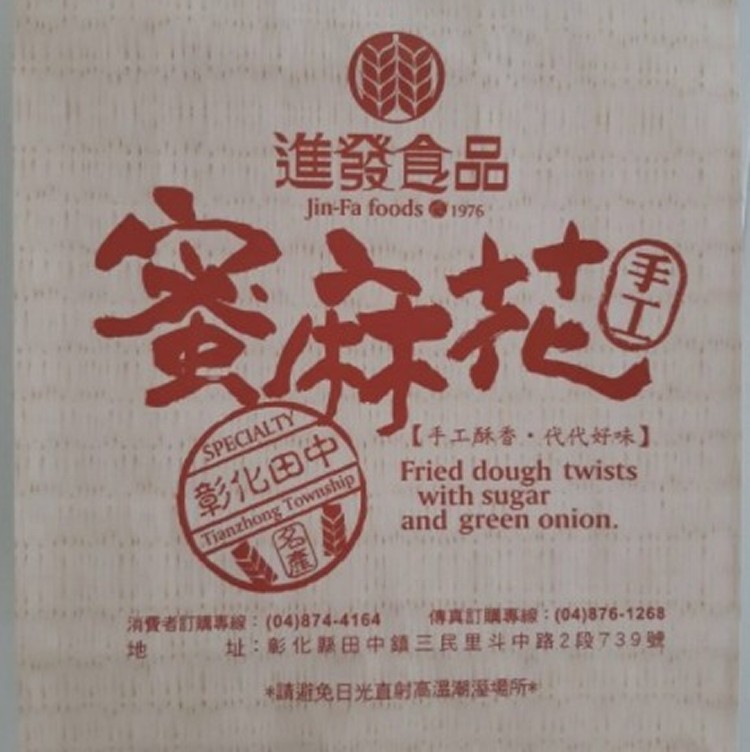 進發食品
Jin-Fa foods 1976
蜜麻花
手工
【手工酥香・代代好味】
Fried dough twists
with sugar
and green onion.
SPECIALTY
彰化田中
Tianzhong Township
名產
消費者訂購專線：(04)874-4164 傳真訂購專線：(04)876-1268
地 址：彰化縣田中鎮三民里斗中路2段739號
*請避免日光直射高溫潮溼場所*